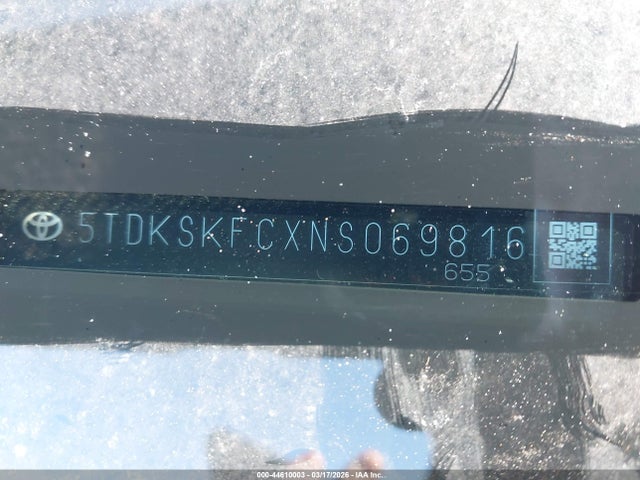 5TDKSKFCXNS069816
655
000-44610003 - 03/17/2026 - IAA Inc.